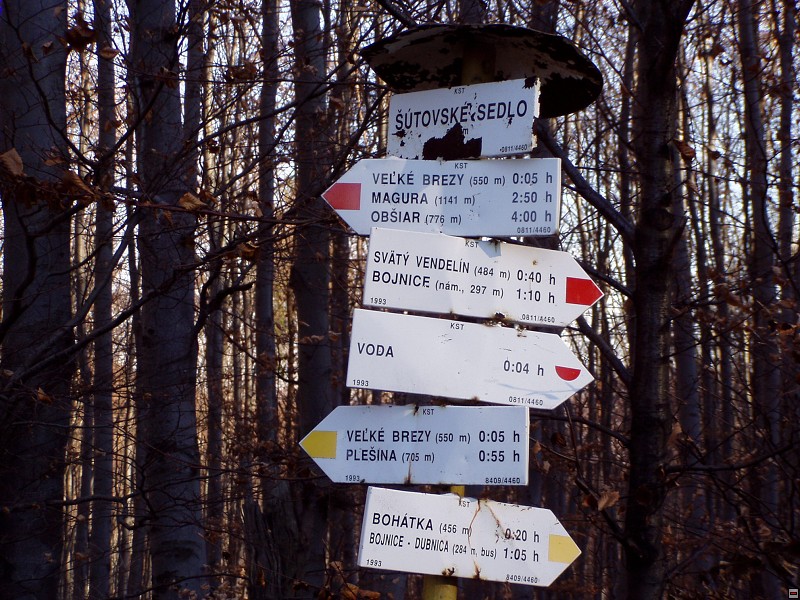 KST
ŠÚTOVSKÉ SEDLO
m
0811/4460
KST
VEĽKÉ BREZY (550 m) 0:05 h
MAGURA (1141 m) 2:50 h
OBŠIAR (776 m) 4:00 h
0811/4460
KST
SVÄTÝ VENDELÍN (484 m) 0:40 h
BOJNICE (nám., 297 m) 1:10 h
1993 0811/4460
KST
VODA 0:04 h
1993 0811/4460
KST
VEĽKÉ BREZY (550 m) 0:05 h
PLEŠINA (705 m) 0:55 h
1993 8409/4460
KST
BOHÁTKA (456 m) 0:20 h
BOJNICE - DUBNICA (284 m, bus) 1:05 h
1993 8409/4460